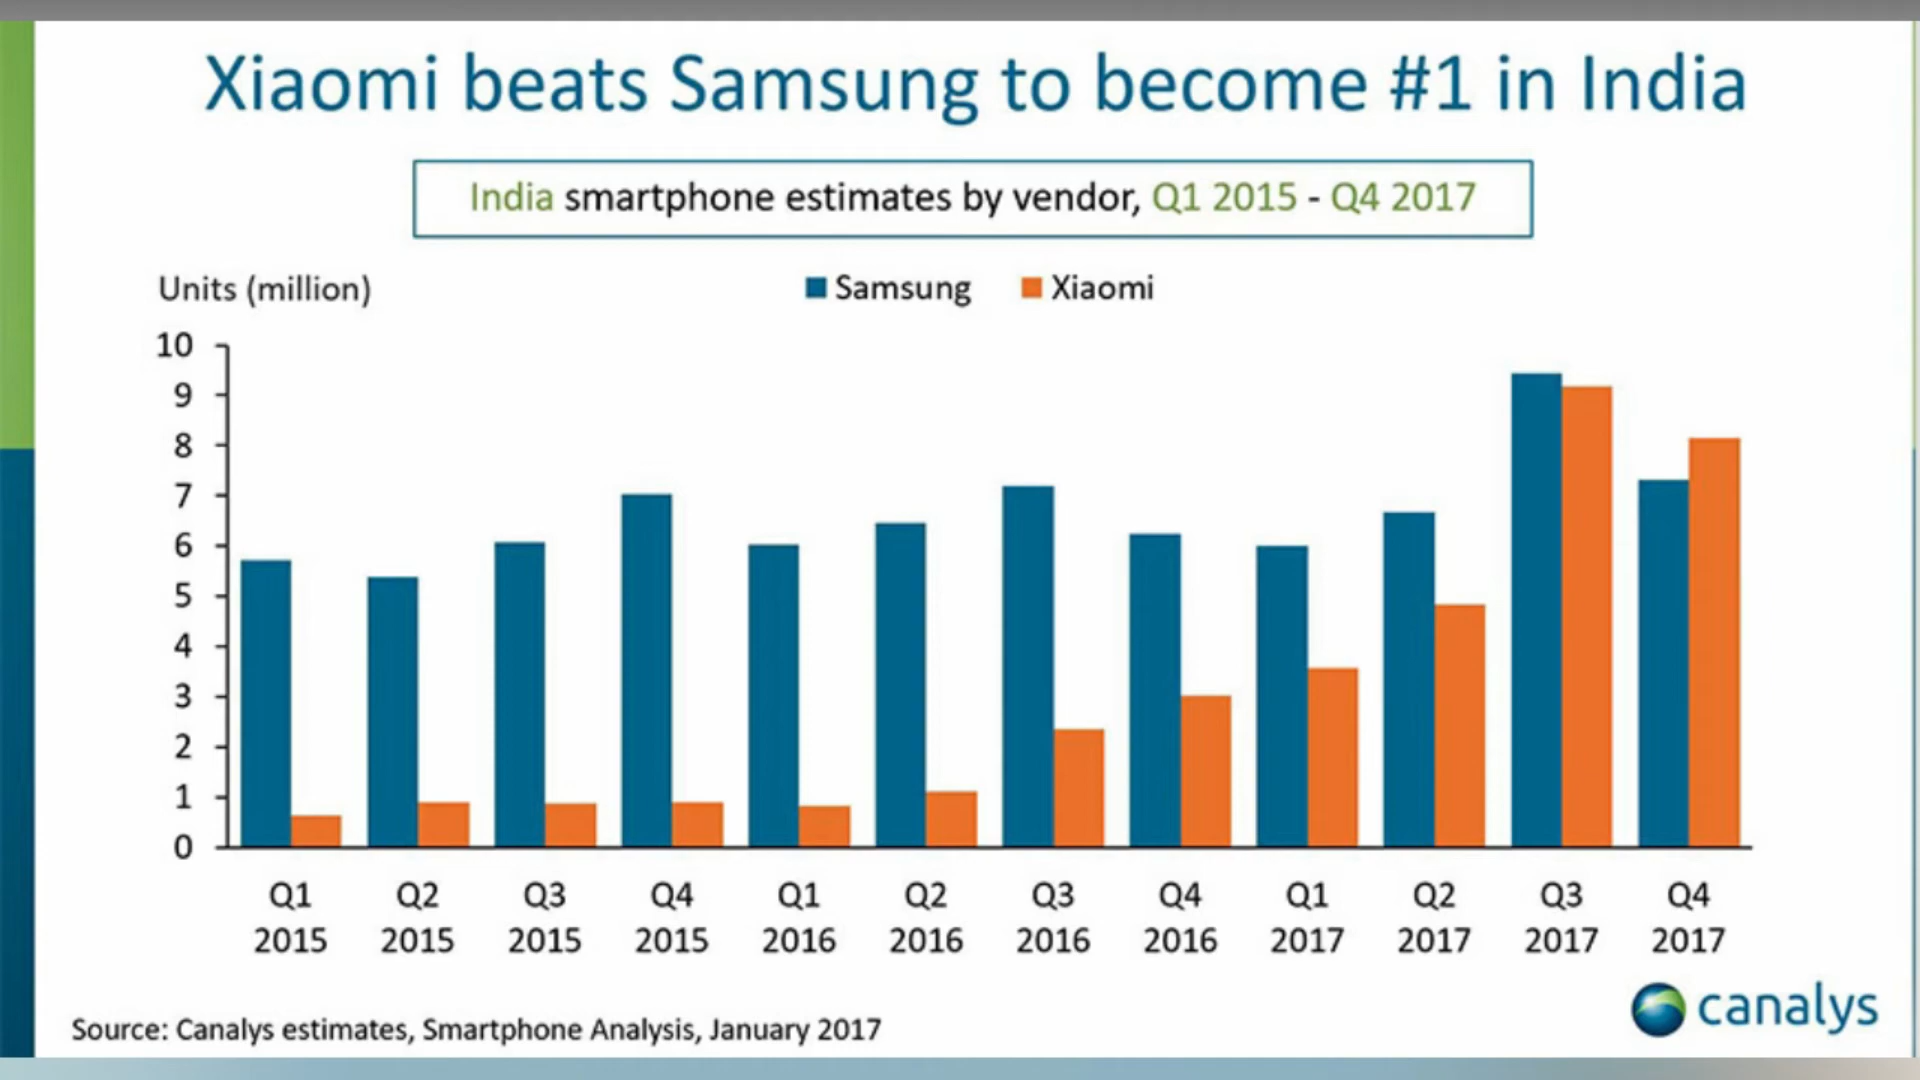 Xiaomi beats Samsung to become #1 in India
India smartphone estimates by vendor, Q1 2015 - Q4 2017
Units (million)
Samsung Xiaomi
10
9
8
7
6
5
4
3
2
1
0
Q1 Q2 Q3 Q4 Q1 Q2 Q3 Q4 Q1 Q2 Q3 Q4
2015 2015 2015 2015 2016 2016 2016 2016 2017 2017 2017 2017
canalys
Source: Canalys estimates, Smartphone Analysis, January 2017